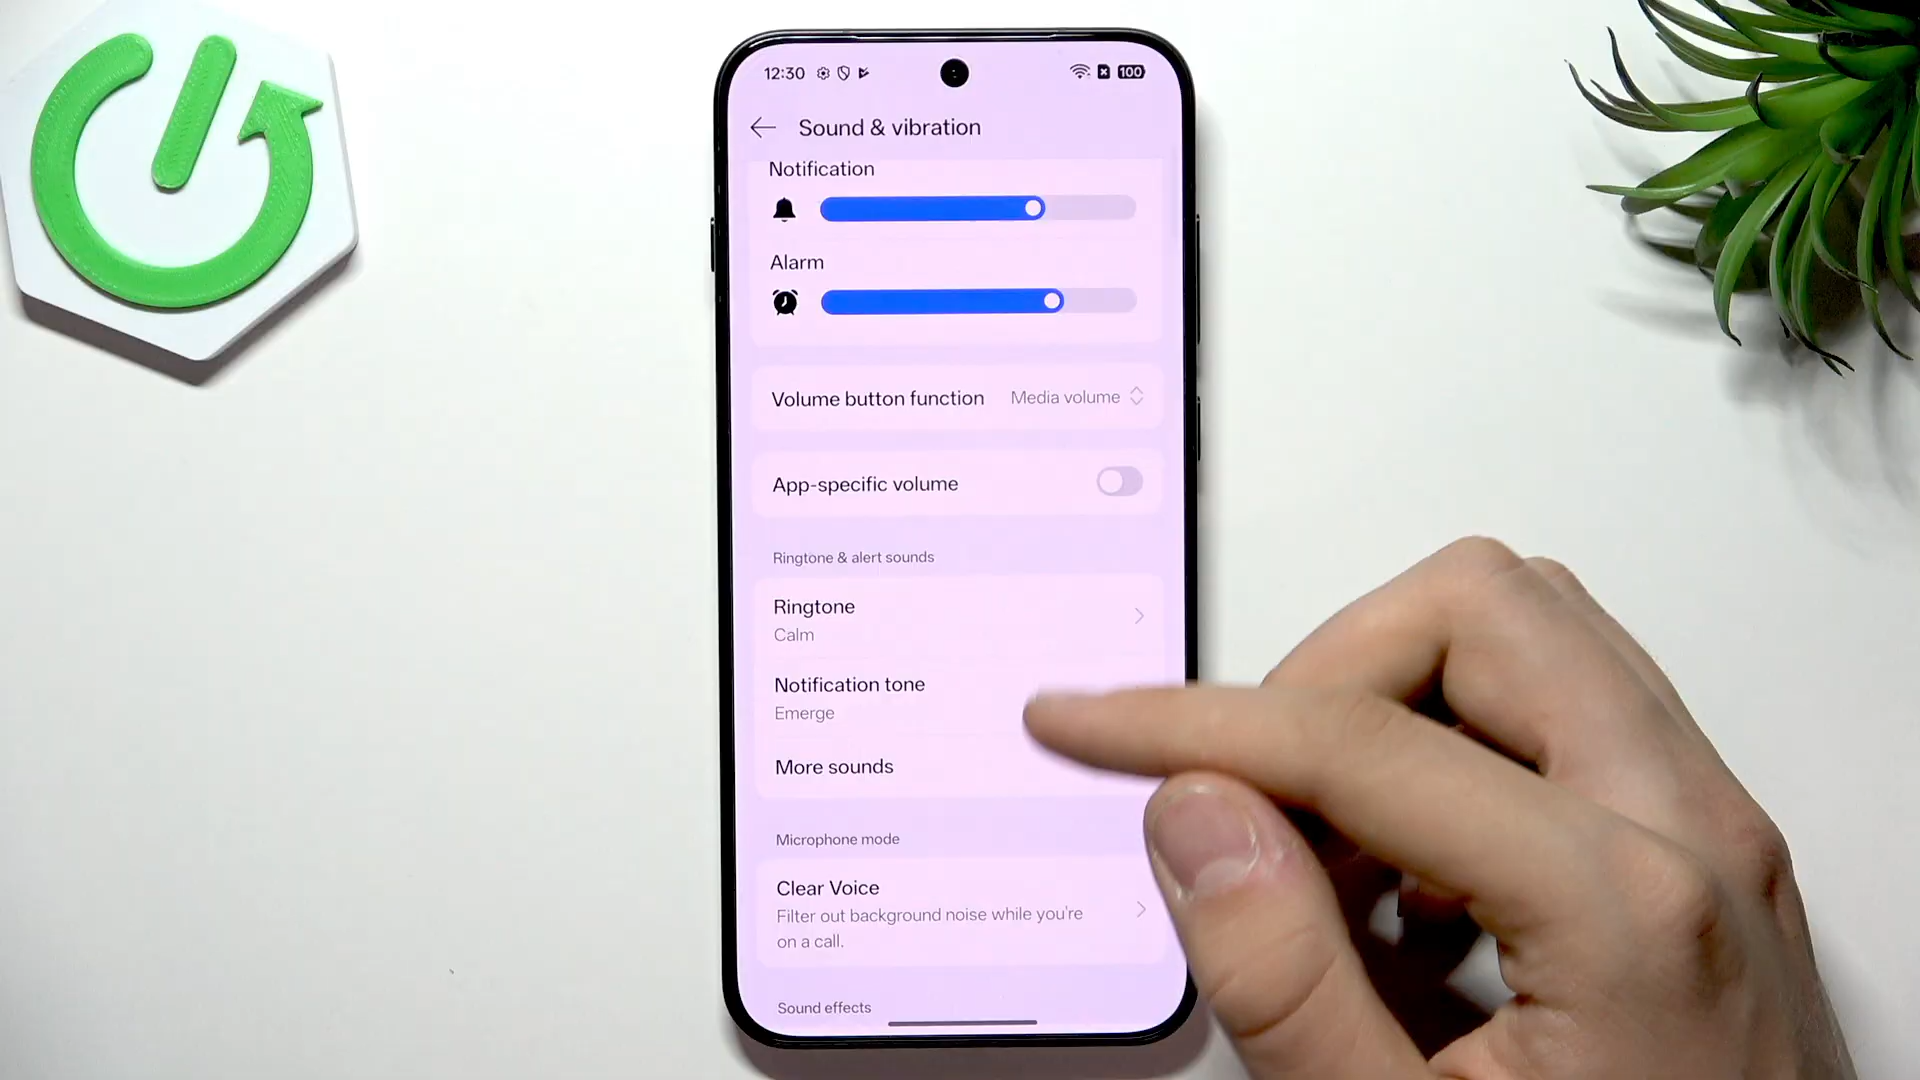 12:30
100
Sound & vibration
Notification
Alarm
Volume button function Media volume
App-specific volume
Ringtone & alert sounds
Ringtone
Calm
Notification tone
Emerge
More sounds
Microphone mode
Clear Voice
Filter out background noise while you're
on a call.
Sound effects